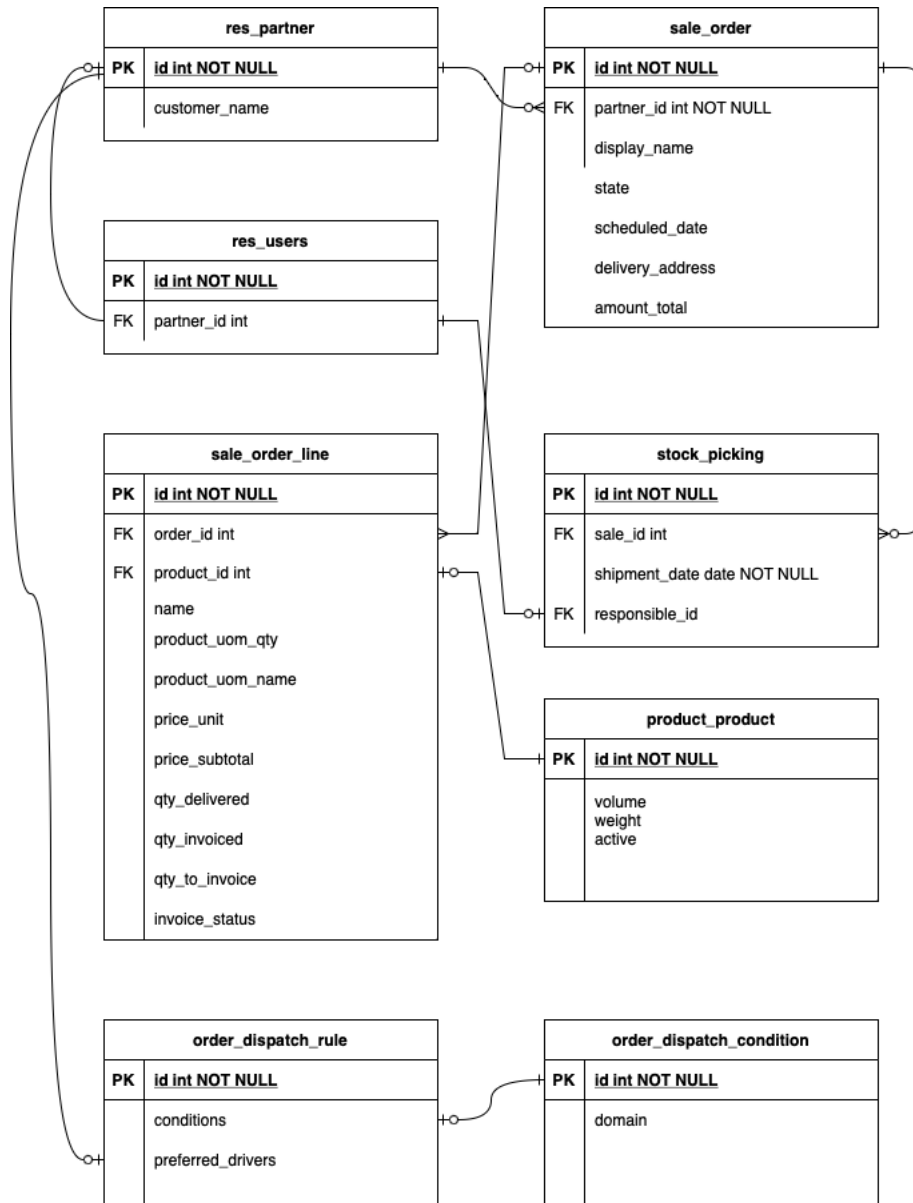 res_partner
PK id int NOT NULL
customer_name
sale_order
PK id int NOT NULL
FK partner_id int NOT NULL
display_name
state
scheduled_date
delivery_address
amount_total
res_users
PK id int NOT NULL
FK partner_id int
sale_order_line
PK id int NOT NULL
FK order_id int
FK product_id int
name
product_uom_qty
product_uom_name
price_unit
price_subtotal
qty_delivered
qty_invoiced
qty_to_invoice
invoice_status
stock_picking
PK id int NOT NULL
FK sale_id int
shipment_date date NOT NULL
FK responsible_id
product_product
PK id int NOT NULL
volume
weight
active
order_dispatch_rule
PK id int NOT NULL
conditions
preferred_drivers
order_dispatch_condition
PK id int NOT NULL
domain